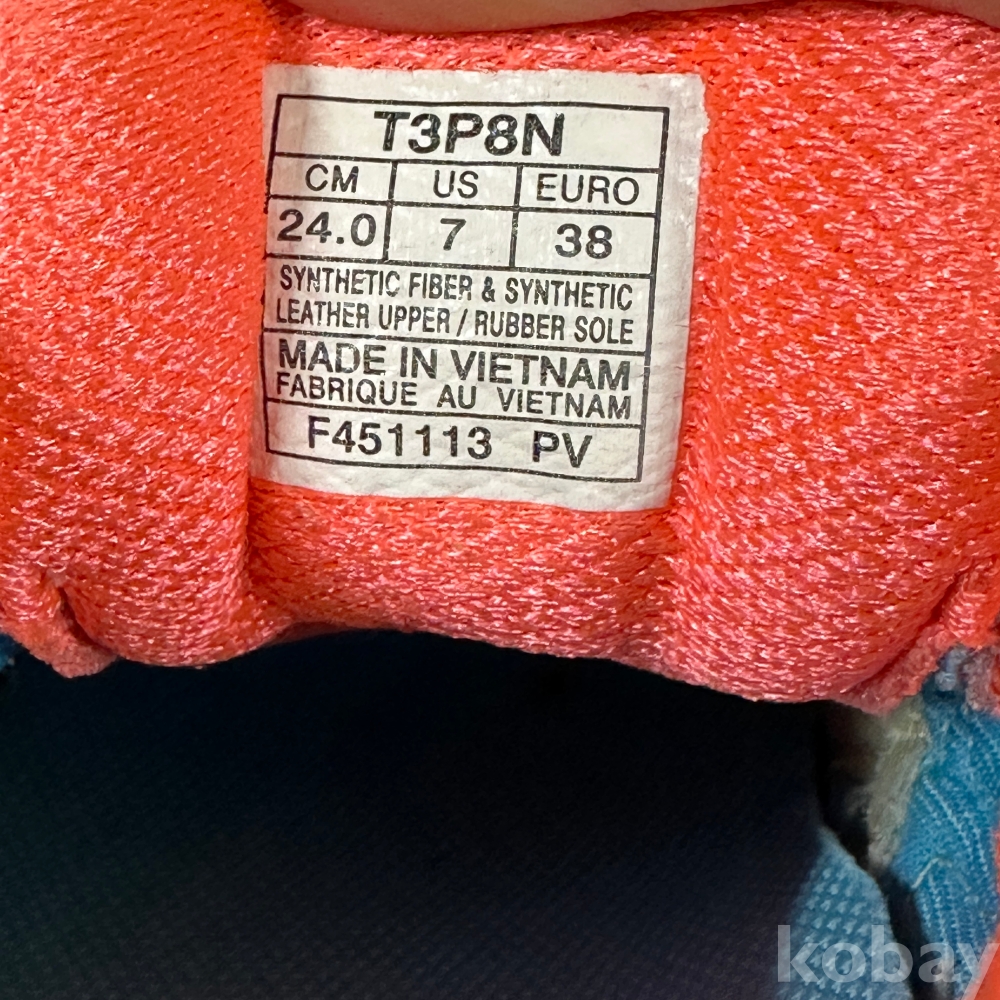 T3P8N
CM US EURO
24.0 7 38
SYNTHETIC FIBER & SYNTHETIC
LEATHER UPPER / RUBBER SOLE
MADE IN VIETNAM
FABRIQUE AU VIETNAM
F451113 PV
kobay